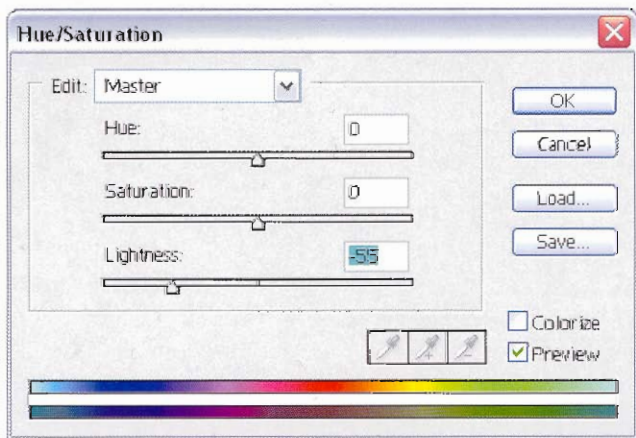 Hue/Saturation
Edit: Master
Hue: 0
Saturation: 0
Lightness: -55
OK
Cancel
Load...
Save...
Colorize
Preview